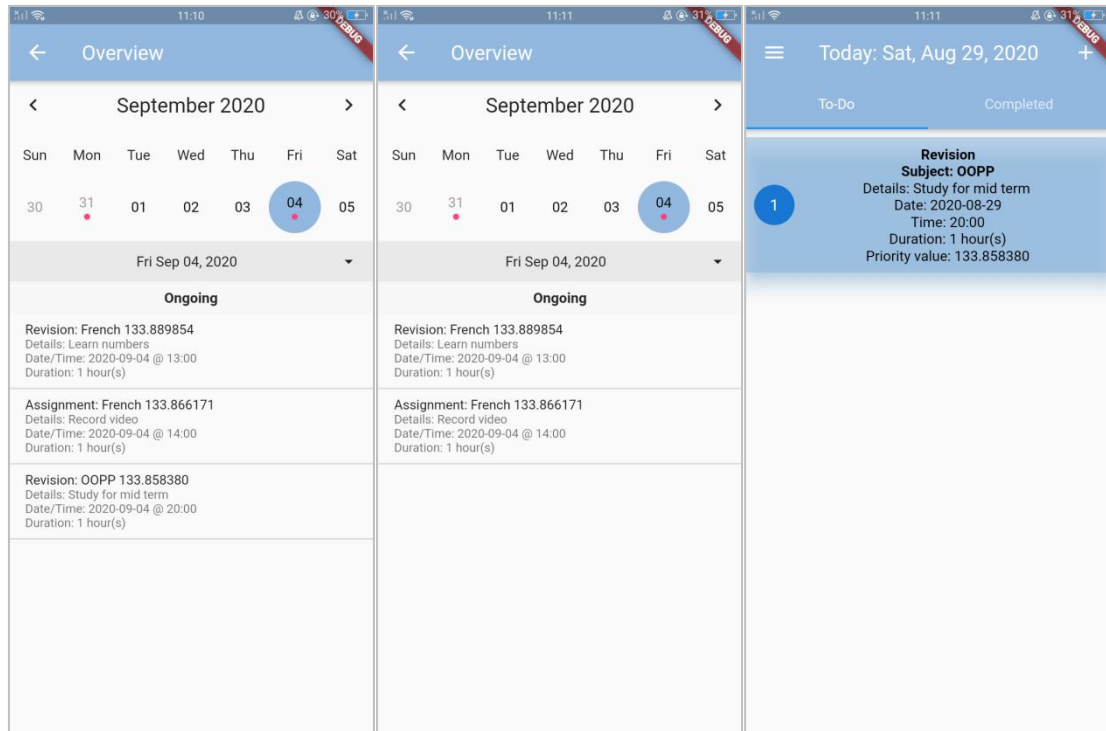 11:10
30%
DEBUG
Overview
September 2020
Sun Mon Tue Wed Thu Fri Sat
30 31 01 02 03 04 05
Fri Sep 04, 2020
Ongoing
Revision: French 133.889854
Details: Learn numbers
Date/Time: 2020-09-04 @ 13:00
Duration: 1 hour(s)
Assignment: French 133.866171
Details: Record video
Date/Time: 2020-09-04 @ 14:00
Duration: 1 hour(s)
Revision: OOPP 133.858380
Details: Study for mid term
Date/Time: 2020-09-04 @ 20:00
Duration: 1 hour(s)
11:11
31%
DEBUG
Overview
September 2020
Sun Mon Tue Wed Thu Fri Sat
30 31 01 02 03 04 05
Fri Sep 04, 2020
Ongoing
Revision: French 133.889854
Details: Learn numbers
Date/Time: 2020-09-04 @ 13:00
Duration: 1 hour(s)
Assignment: French 133.866171
Details: Record video
Date/Time: 2020-09-04 @ 14:00
Duration: 1 hour(s)
11:11
31%
DEBUG
Today: Sat, Aug 29, 2020
To-Do Completed
1
Revision
Subject: OOPP
Details: Study for mid term
Date: 2020-08-29
Time: 20:00
Duration: 1 hour(s)
Priority value: 133.858380